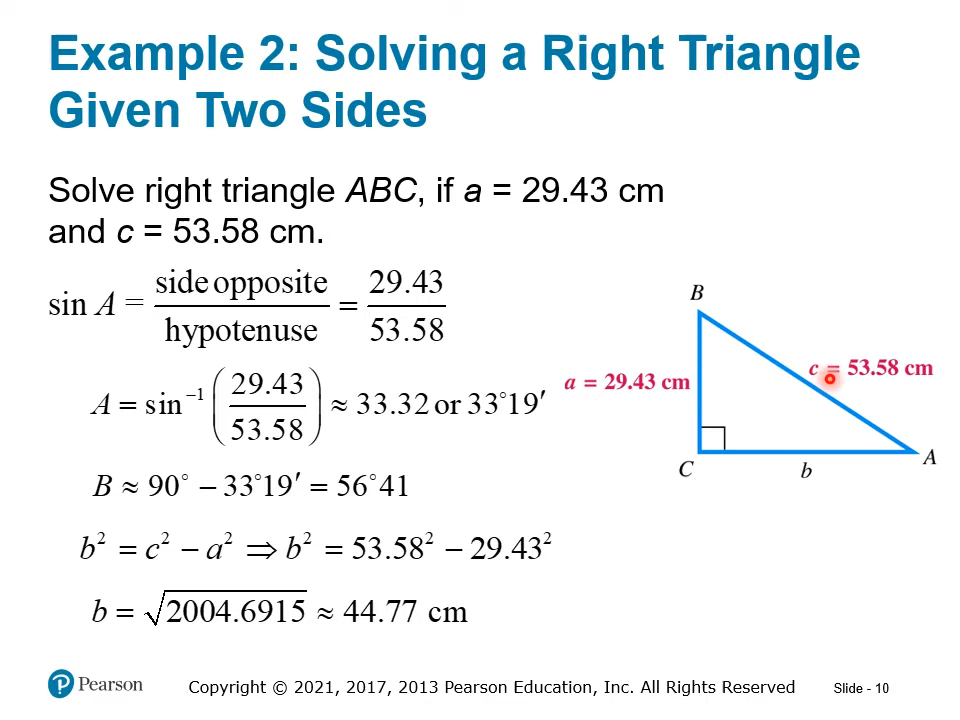 Example 2: Solving a Right Triangle
Given Two Sides
Solve right triangle ABC, if a = 29.43 cm
and c = 53.58 cm.
sin A = side opposite / hypotenuse = 29.43 / 53.58
A = sin⁻¹ (29.43 / 53.58) ≈ 33.32 or 33°19′
B ≈ 90° − 33°19′ = 56°41
b² = c² − a² ⇒ b² = 53.58² − 29.43²
b = √2004.6915 ≈ 44.77 cm
B
c = 53.58 cm
a = 29.43 cm
A
C
b
P Pearson
Copyright © 2021, 2017, 2013 Pearson Education, Inc. All Rights Reserved
Slide - 10